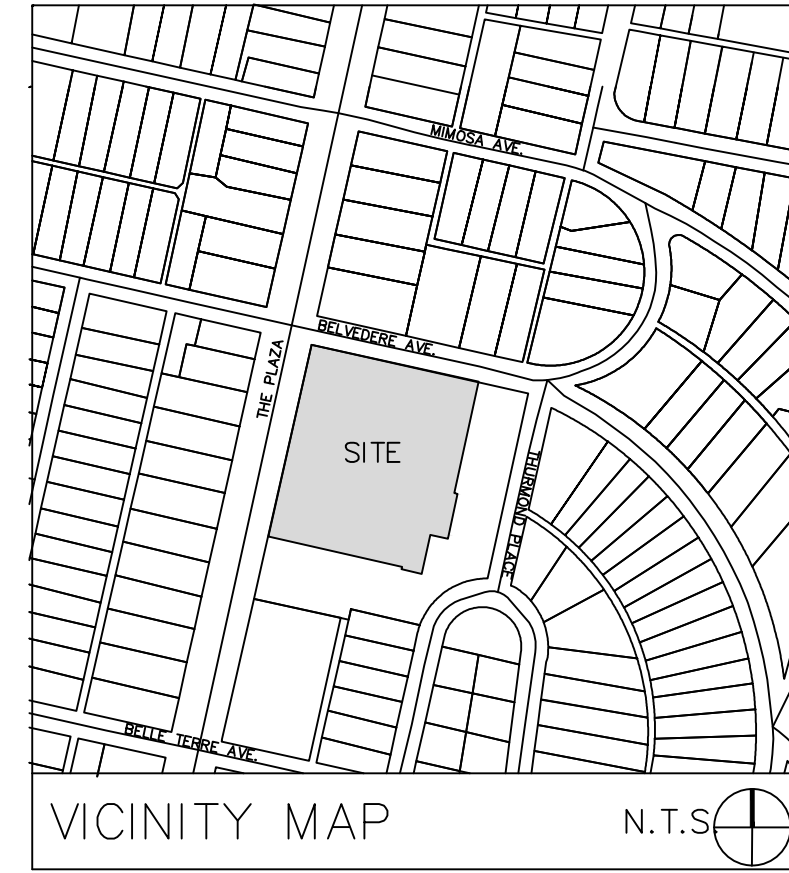 MIMOSA AVE.
BELVEDERE AVE.
THE PLAZA
SITE
THURMOND PLACE
BELLE TERRE AVE.
VICINITY MAP
N.T.S.